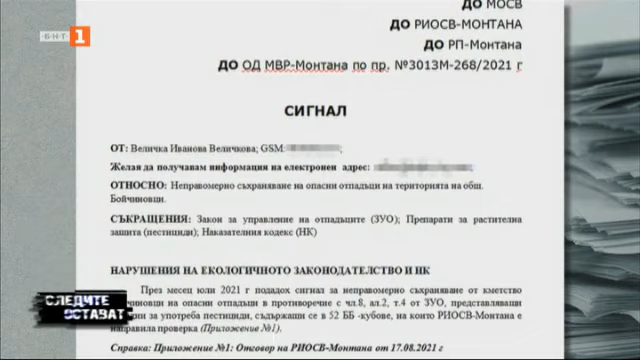 БНТ 1
ДО МОСВ
ДО РИОСВ-МОНТАНА
ДО РП-Монтана
ДО ОД МВР-Монтана по пр. №3013М-268/2021 г
СИГНАЛ
ОТ: Величка Иванова Величкова; GSM:
Желая да получавам информация на електронен адрес:
ОТНОСНО: Неправомерно съхраняване на опасни отпадъци на територията на общ.
Бойчиновци.
СЪКРАЩЕНИЯ: Закон за управление на отпадъците (ЗУО); Препарати за растителна
защита (пестициди); Наказателния кодекс (НК)
НАРУШЕНИЯ НА ЕКОЛОГИЧНОТО ЗАКОНОДАТЕЛСТВО И НК
През месец юли 2021 г подадох сигнал за неправомерно съхраняване от кметство
чиновци на опасни отпадъци в противоречие с чл.8, ал.2, т.4 от ЗУО, представляващи
и за употреба пестициди, съдържащи се в 52 ББ -кубове, на които РИОСВ-Монтана е
направила проверка (Приложение №1).
Справка: Приложение №1: Отговор на РИОСВ-Монтана от 17.08.2021 г
СЛЕДИТЕ
ОСТАВАТ